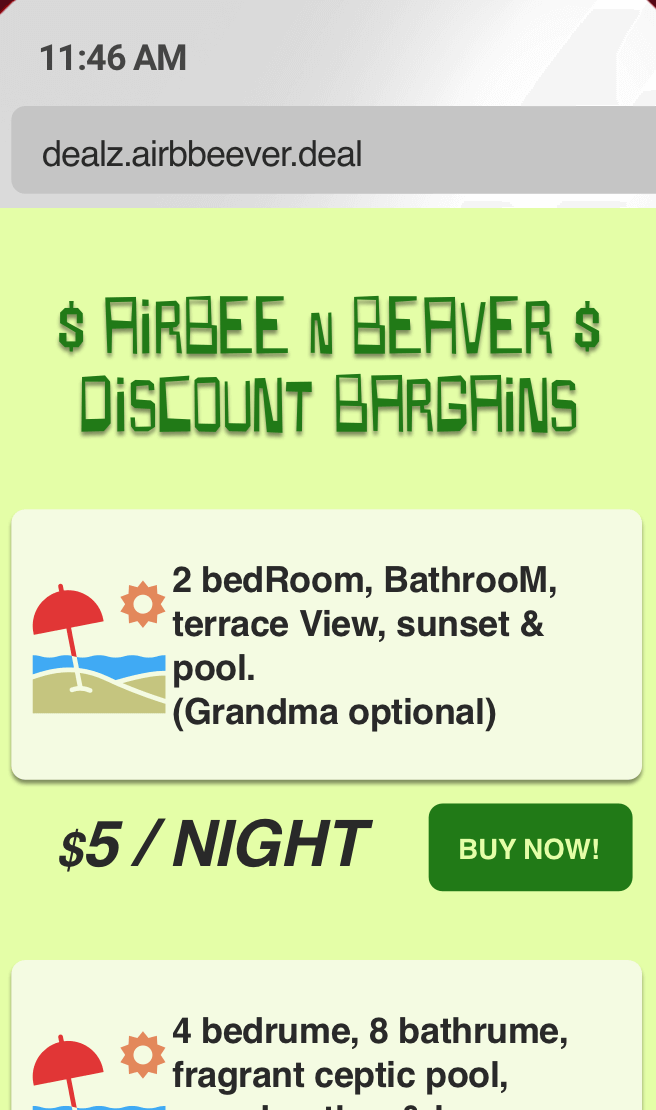 11:46 AM
dealz.airbbeever.deal
$ AiRBEE N BEAVER $
DiSCOUNT BARGAiNS
2 bedRoom, BathrooM,
terrace View, sunset &
pool.
(Grandma optional)
$5 / NIGHT
BUY NOW!
4 bedrume, 8 bathrume,
fragrant ceptic pool,